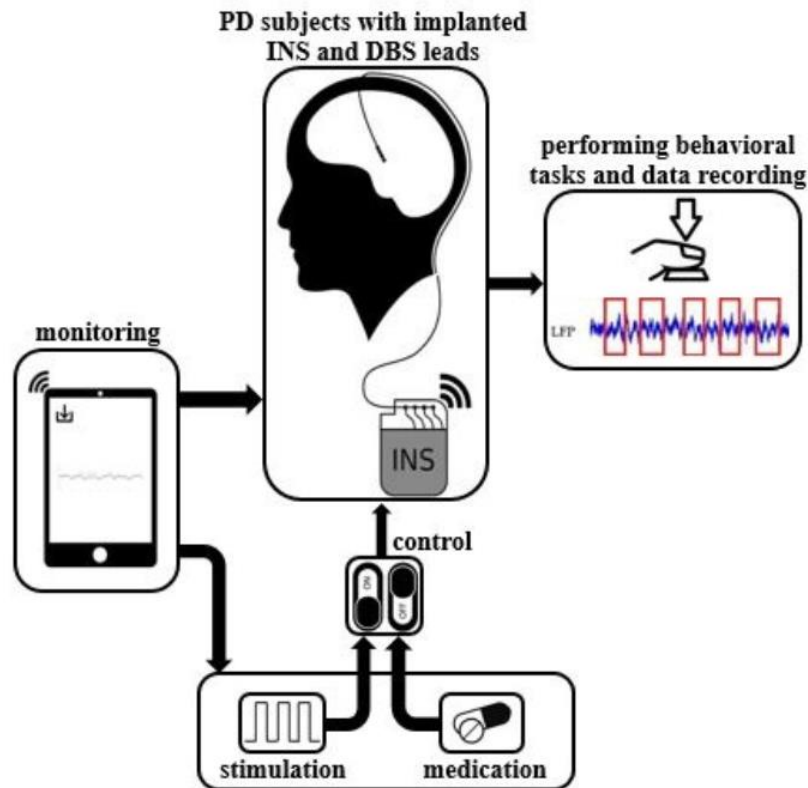 PD subjects with implanted
INS and DBS leads
performing behavioral
tasks and data recording
LFP
monitoring
INS
control
ON
OFF
stimulation
medication